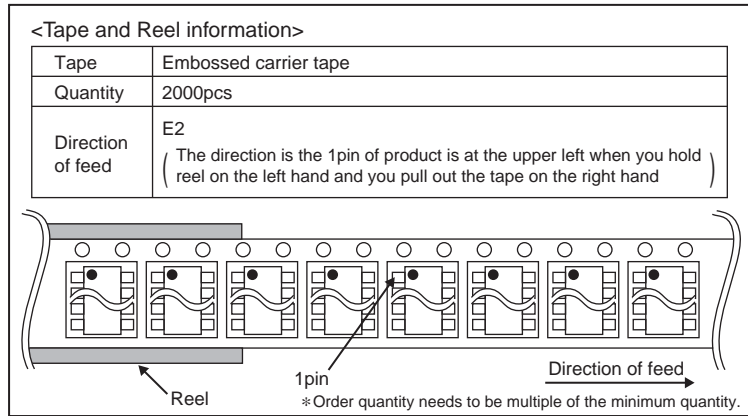 <Tape and Reel information>
Tape Embossed carrier tape
Quantity 2000pcs
Direction of feed E2
( The direction is the 1pin of product is at the upper left when you hold
reel on the left hand and you pull out the tape on the right hand )
Reel
1pin
Direction of feed
*Order quantity needs to be multiple of the minimum quantity.